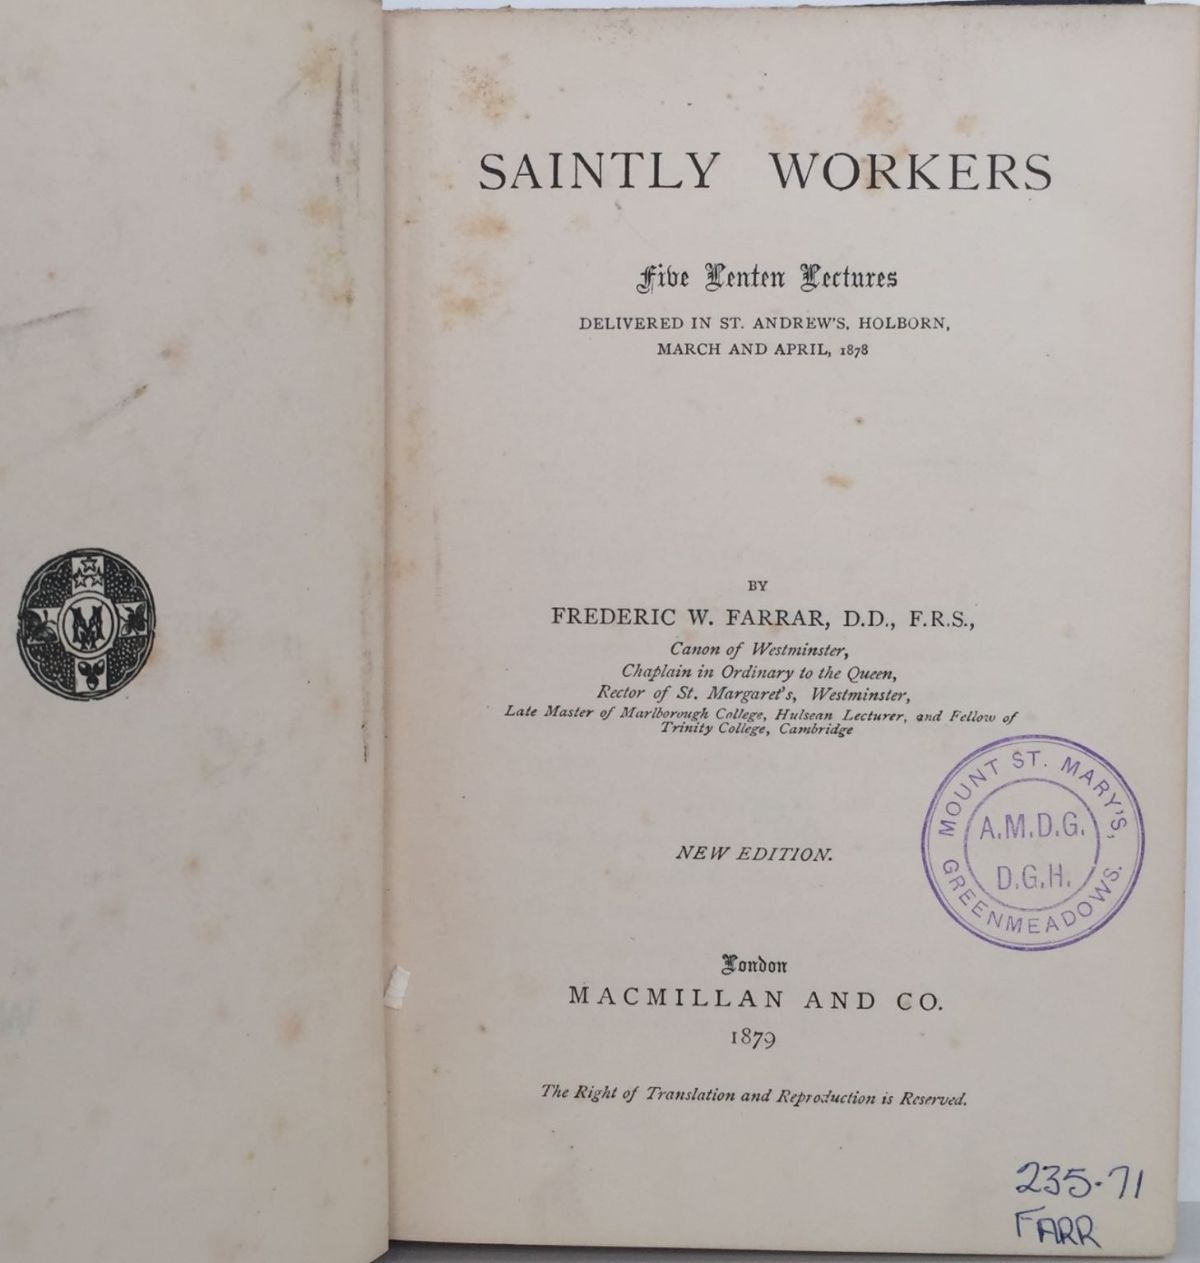 SAINTLY WORKERS
Five Lenten Lectures
DELIVERED IN ST. ANDREW'S, HOLBORN,
MARCH AND APRIL, 1878
BY
FREDERIC W. FARRAR, D.D., F.R.S.,
Canon of Westminster,
Chaplain in Ordinary to the Queen,
Rector of St. Margaret's, Westminster,
Late Master of Marlborough College, Hulsean Lecturer, and Fellow of
Trinity College, Cambridge
MOUNT ST. MARY'S,
A.M.D.G.
D.G.H.
GREENMEADOWS.
NEW EDITION.
London
MACMILLAN AND CO.
1879
The Right of Translation and Reproduction is Reserved.
235.71
FARR